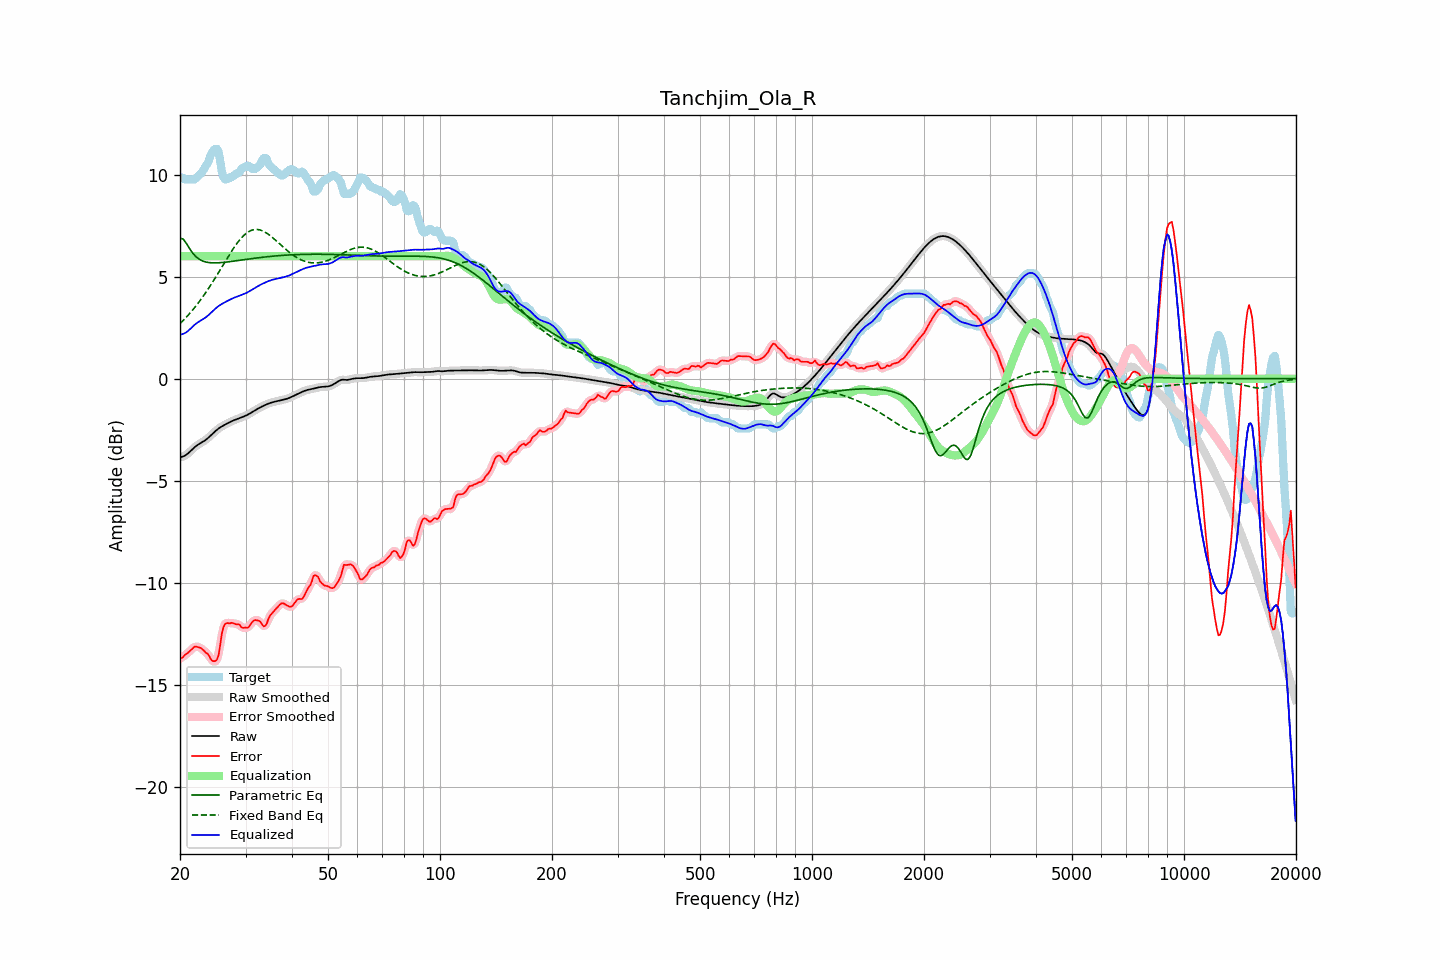 Tanchjim_Ola_R
Amplitude (dBr)
10
5
0
−5
−10
−15
−20
Target
Raw Smoothed
Error Smoothed
Raw
Error
Equalization
Parametric Eq
Fixed Band Eq
Equalized
20
50
100
200
500
1000
2000
5000
10000
20000
Frequency (Hz)